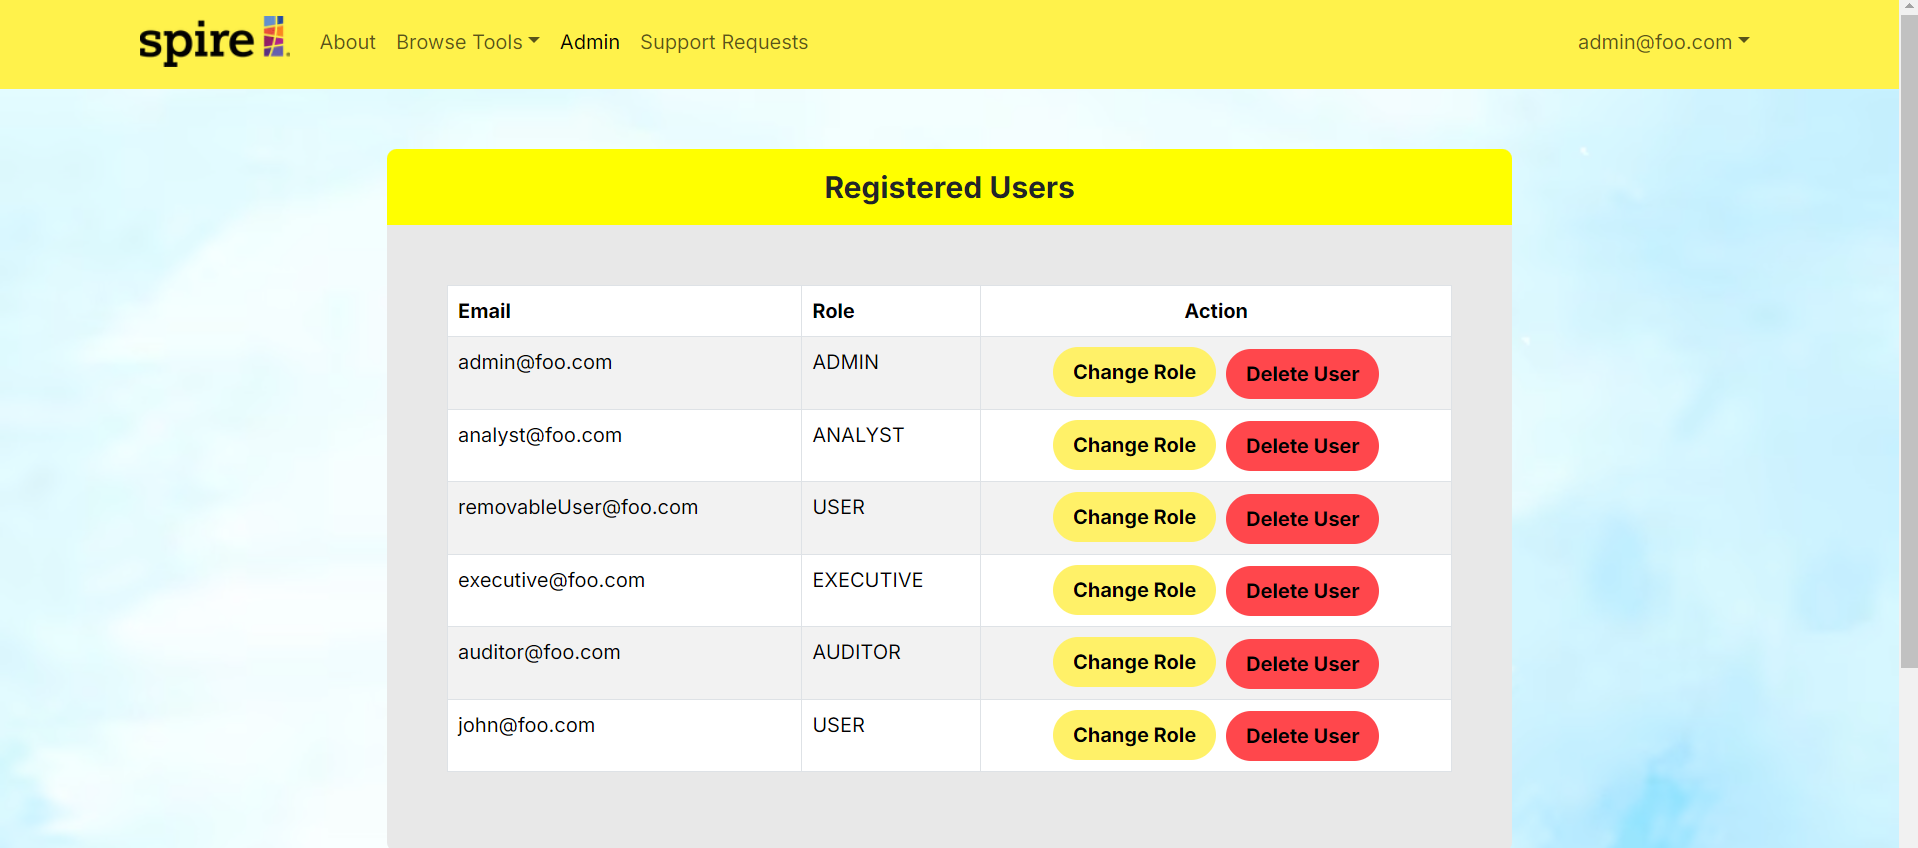 spire About Browse Tools Admin Support Requests admin@foo.com
Registered Users
Email Role Action
admin@foo.com ADMIN Change Role Delete User
analyst@foo.com ANALYST Change Role Delete User
removableUser@foo.com USER Change Role Delete User
executive@foo.com EXECUTIVE Change Role Delete User
auditor@foo.com AUDITOR Change Role Delete User
john@foo.com USER Change Role Delete User